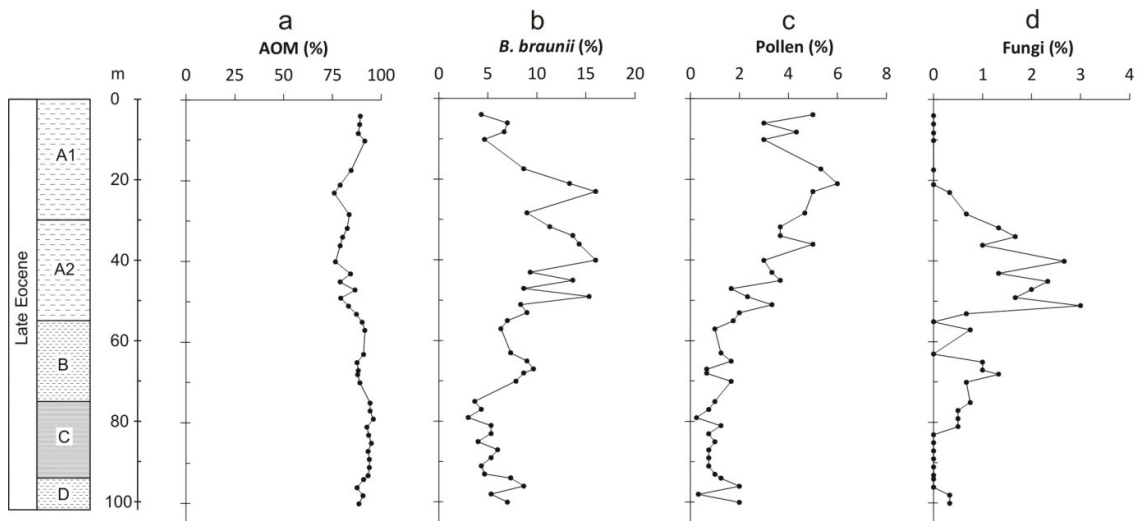 a b c d
AOM (%) B. braunii (%) Pollen (%) Fungi (%)
m 0 25 50 75 100 0 5 10 15 20 0 2 4 6 8 0 1 2 3 4
0
A1
20
A2
40
Late Eocene
60
B
80
C
D
100